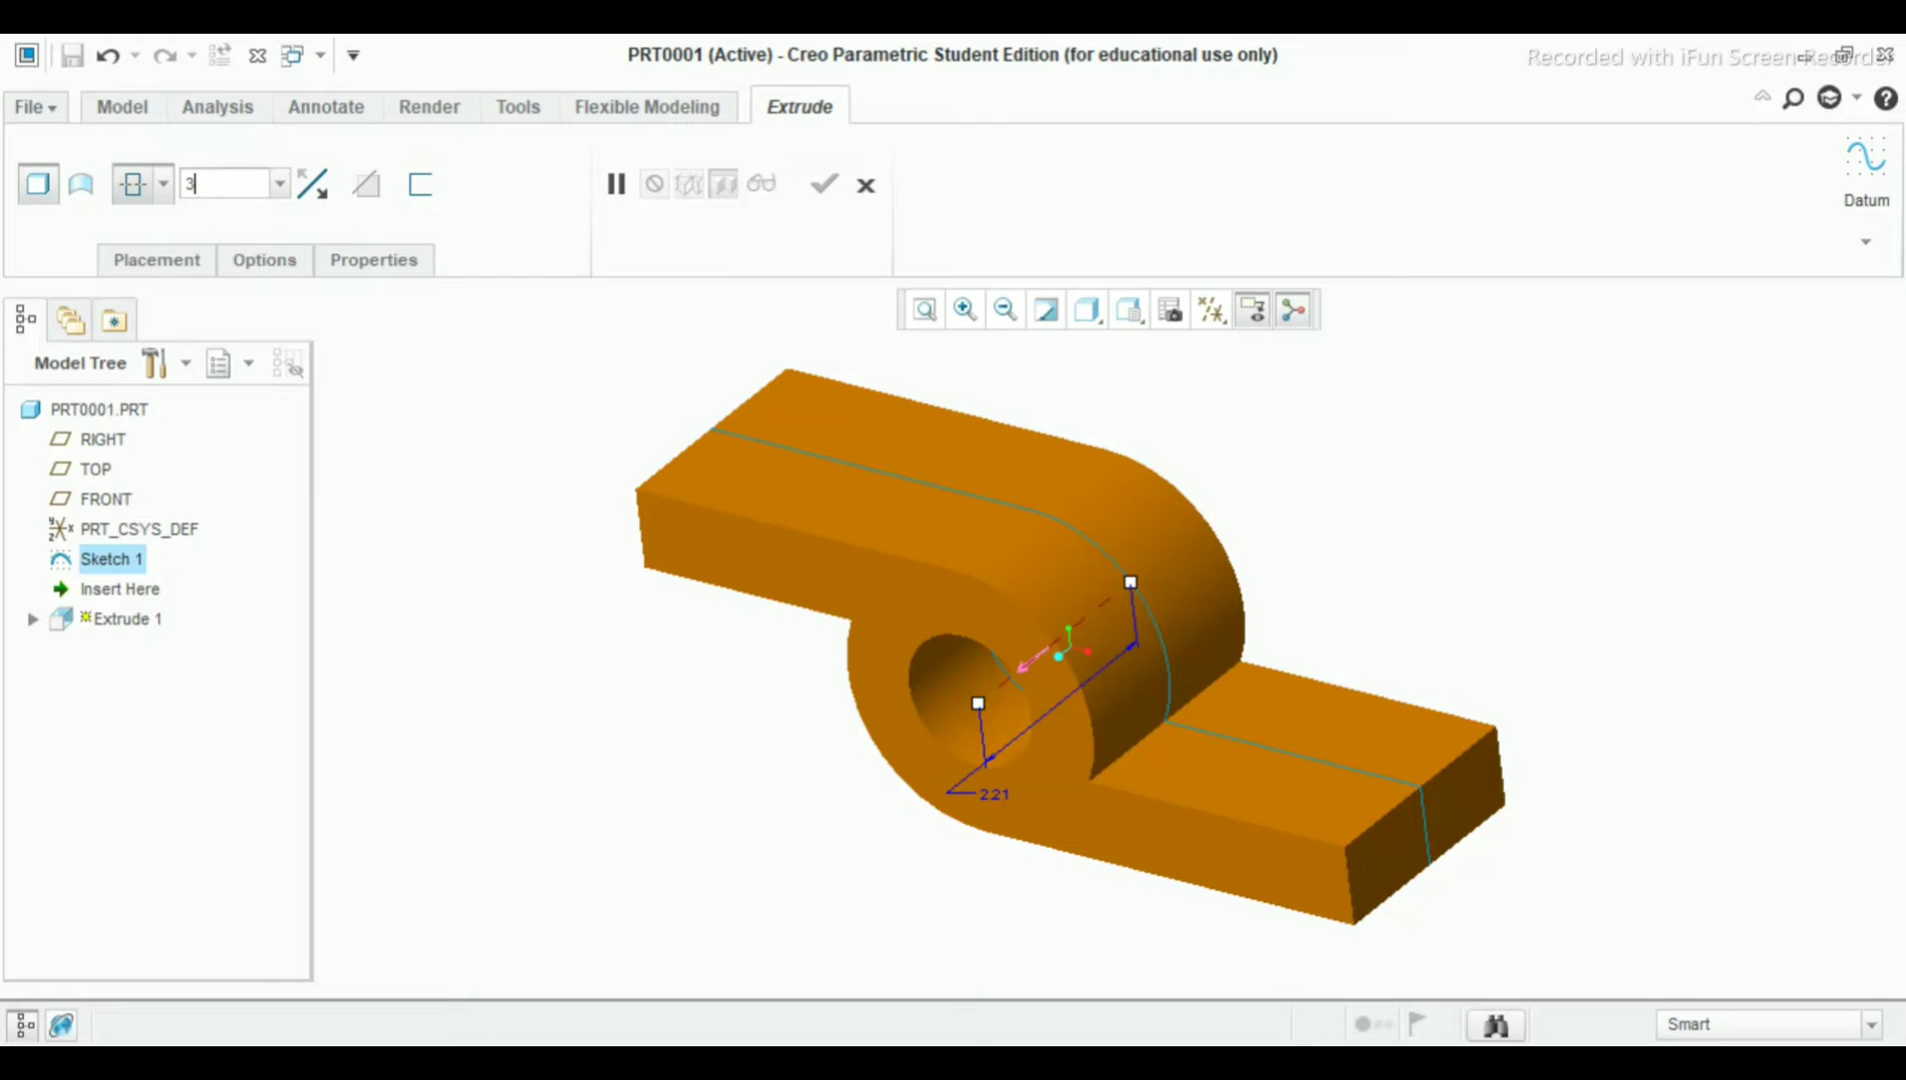 PRT0001 (Active) - Creo Parametric Student Edition (for educational use only)
Recorded with iFun Screen Recorder
File Model Analysis Annotate Render Tools Flexible Modeling Extrude
3
Datum
Placement Options Properties
Model Tree
PRT0001.PRT
RIGHT
TOP
FRONT
PRT_CSYS_DEF
Sketch 1
Insert Here
Extrude 1
221
Smart